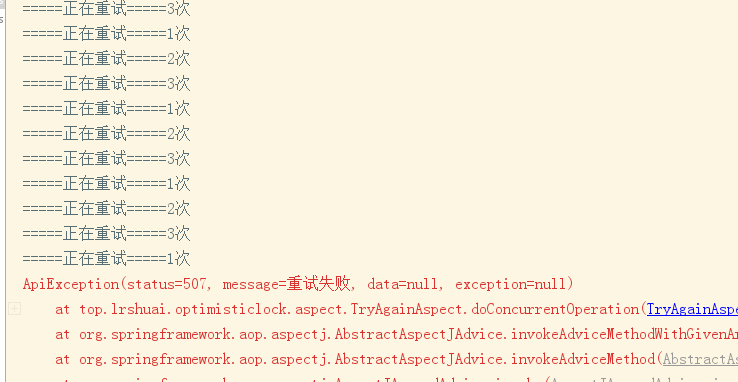 =====正在重试=====3次
=====正在重试=====1次
=====正在重试=====2次
=====正在重试=====3次
=====正在重试=====1次
=====正在重试=====2次
=====正在重试=====3次
=====正在重试=====1次
=====正在重试=====2次
=====正在重试=====3次
=====正在重试=====1次
ApiException(status=507, message=重试失败, data=null, exception=null)
at top.lrshuai.optimisticlock.aspect.TryAgainAspect.doConcurrentOperation(TryAgainAspe
at org.springframework.aop.aspectj.AbstractAspectJAdvice.invokeAdviceMethodWithGivenAr
at org.springframework.aop.aspectj.AbstractAspectJAdvice.invokeAdviceMethod(AbstractAs